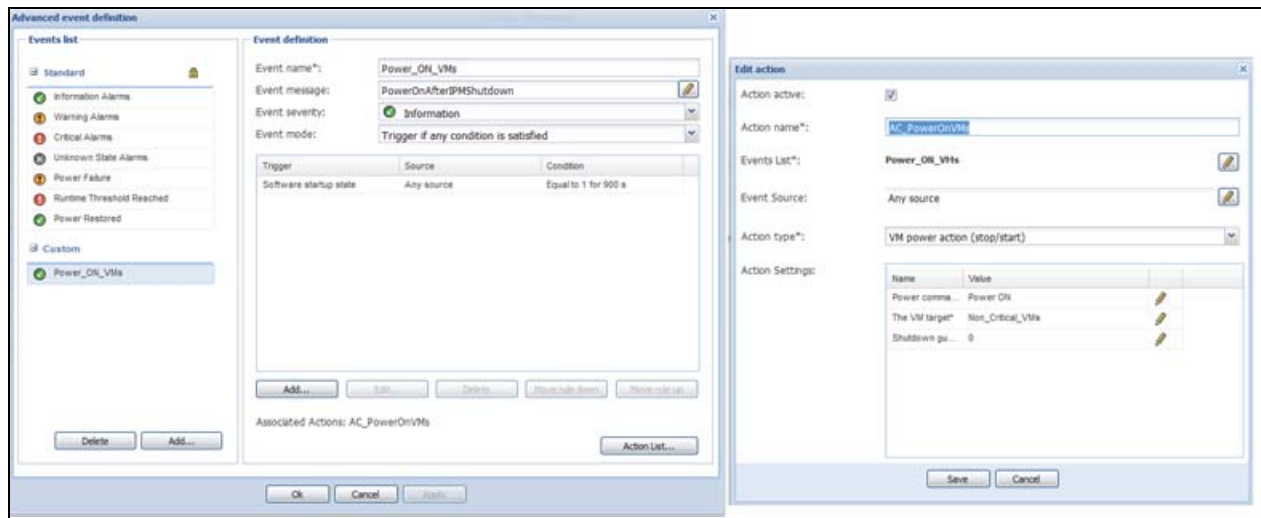 Advanced event definition
Events list
Standard
Information Alarms
Warning Alarms
Critical Alarms
Unknown State Alarms
Power Failure
Runtime Threshold Reached
Power Restored
Custom
Power_ON_VMs
Delete
Add...
Event definition
Event name*: Power_ON_VMs
Event message: PowerOnAfterIPMShutdown
Event severity: Information
Event mode: Trigger if any condition is satisfied
Trigger Source Condition
Software startup state Any source Equal to 1 for 900 s
Add... Edit... Delete Move rule down Move rule up
Associated Actions: AC_PowerOnVMs
Action List...
Ok Cancel Apply
Edit action
Action active:
Action name*: AC_PowerOnVMs
Events List*: Power_ON_VMs
Event Source: Any source
Action type*: VM power action (stop/start)
Action Settings:
Name Value
Power comma... Power ON
The VM target* Non_Critical_VMs
Shutdown gu... 0
Save Cancel